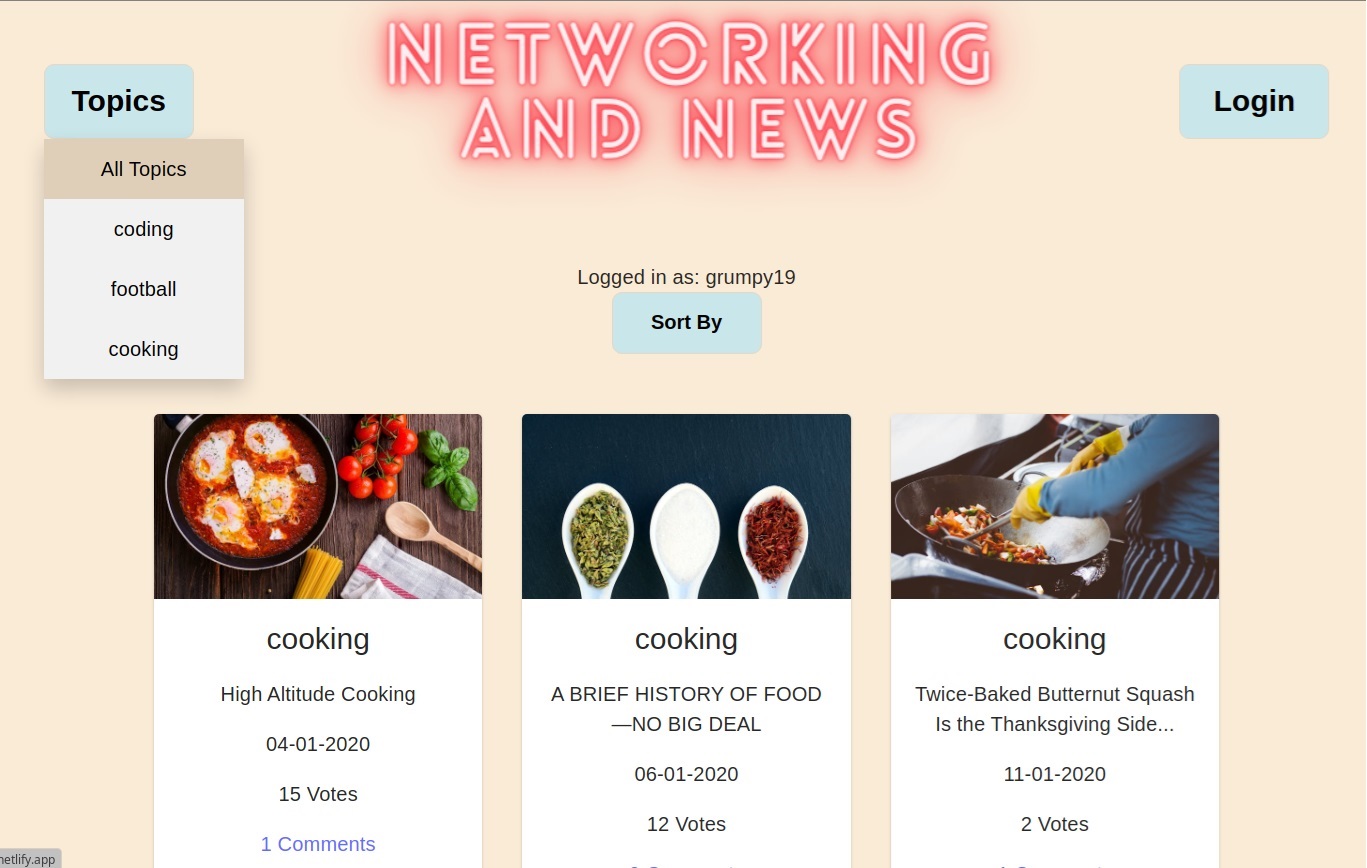 NETWORKING
AND NEWS
Topics
Login
All Topics
coding
football
cooking
Logged in as: grumpy19
Sort By
cooking
High Altitude Cooking
04-01-2020
15 Votes
1 Comments
cooking
A BRIEF HISTORY OF FOOD
—NO BIG DEAL
06-01-2020
12 Votes
cooking
Twice-Baked Butternut Squash
Is the Thanksgiving Side...
11-01-2020
2 Votes
netlify.app